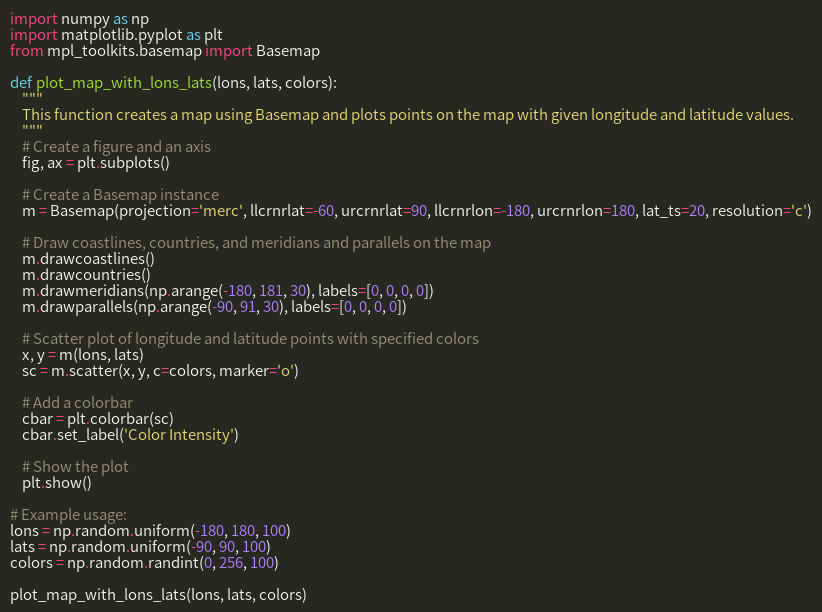 import numpy as np
import matplotlib.pyplot as plt
from mpl_toolkits.basemap import Basemap

def plot_map_with_lons_lats(lons, lats, colors):
    """
    This function creates a map using Basemap and plots points on the map with given longitude and latitude values.
    """
    # Create a figure and an axis
    fig, ax = plt.subplots()

    # Create a Basemap instance
    m = Basemap(projection='merc', llcrnrlat=-60, urcrnrlat=90, llcrnrlon=-180, urcrnrlon=180, lat_ts=20, resolution='c')

    # Draw coastlines, countries, and meridians and parallels on the map
    m.drawcoastlines()
    m.drawcountries()
    m.drawmeridians(np.arange(-180, 181, 30), labels=[0, 0, 0, 0])
    m.drawparallels(np.arange(-90, 91, 30), labels=[0, 0, 0, 0])

    # Scatter plot of longitude and latitude points with specified colors
    x, y = m(lons, lats)
    sc = m.scatter(x, y, c=colors, marker='o')

    # Add a colorbar
    cbar = plt.colorbar(sc)
    cbar.set_label('Color Intensity')

    # Show the plot
    plt.show()

# Example usage:
lons = np.random.uniform(-180, 180, 100)
lats = np.random.uniform(-90, 90, 100)
colors = np.random.randint(0, 256, 100)

plot_map_with_lons_lats(lons, lats, colors)